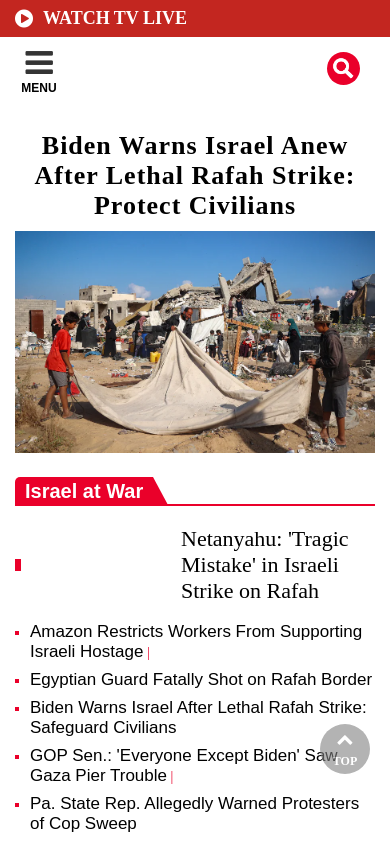 WATCH TV LIVE
MENU
Biden Warns Israel Anew
After Lethal Rafah Strike:
Protect Civilians
Israel at War
Netanyahu: 'Tragic
Mistake' in Israeli
Strike on Rafah
Amazon Restricts Workers From Supporting
Israeli Hostage |
Egyptian Guard Fatally Shot on Rafah Border
Biden Warns Israel After Lethal Rafah Strike:
Safeguard Civilians
GOP Sen.: 'Everyone Except Biden' Saw
Gaza Pier Trouble |
TOP
Pa. State Rep. Allegedly Warned Protesters
of Cop Sweep